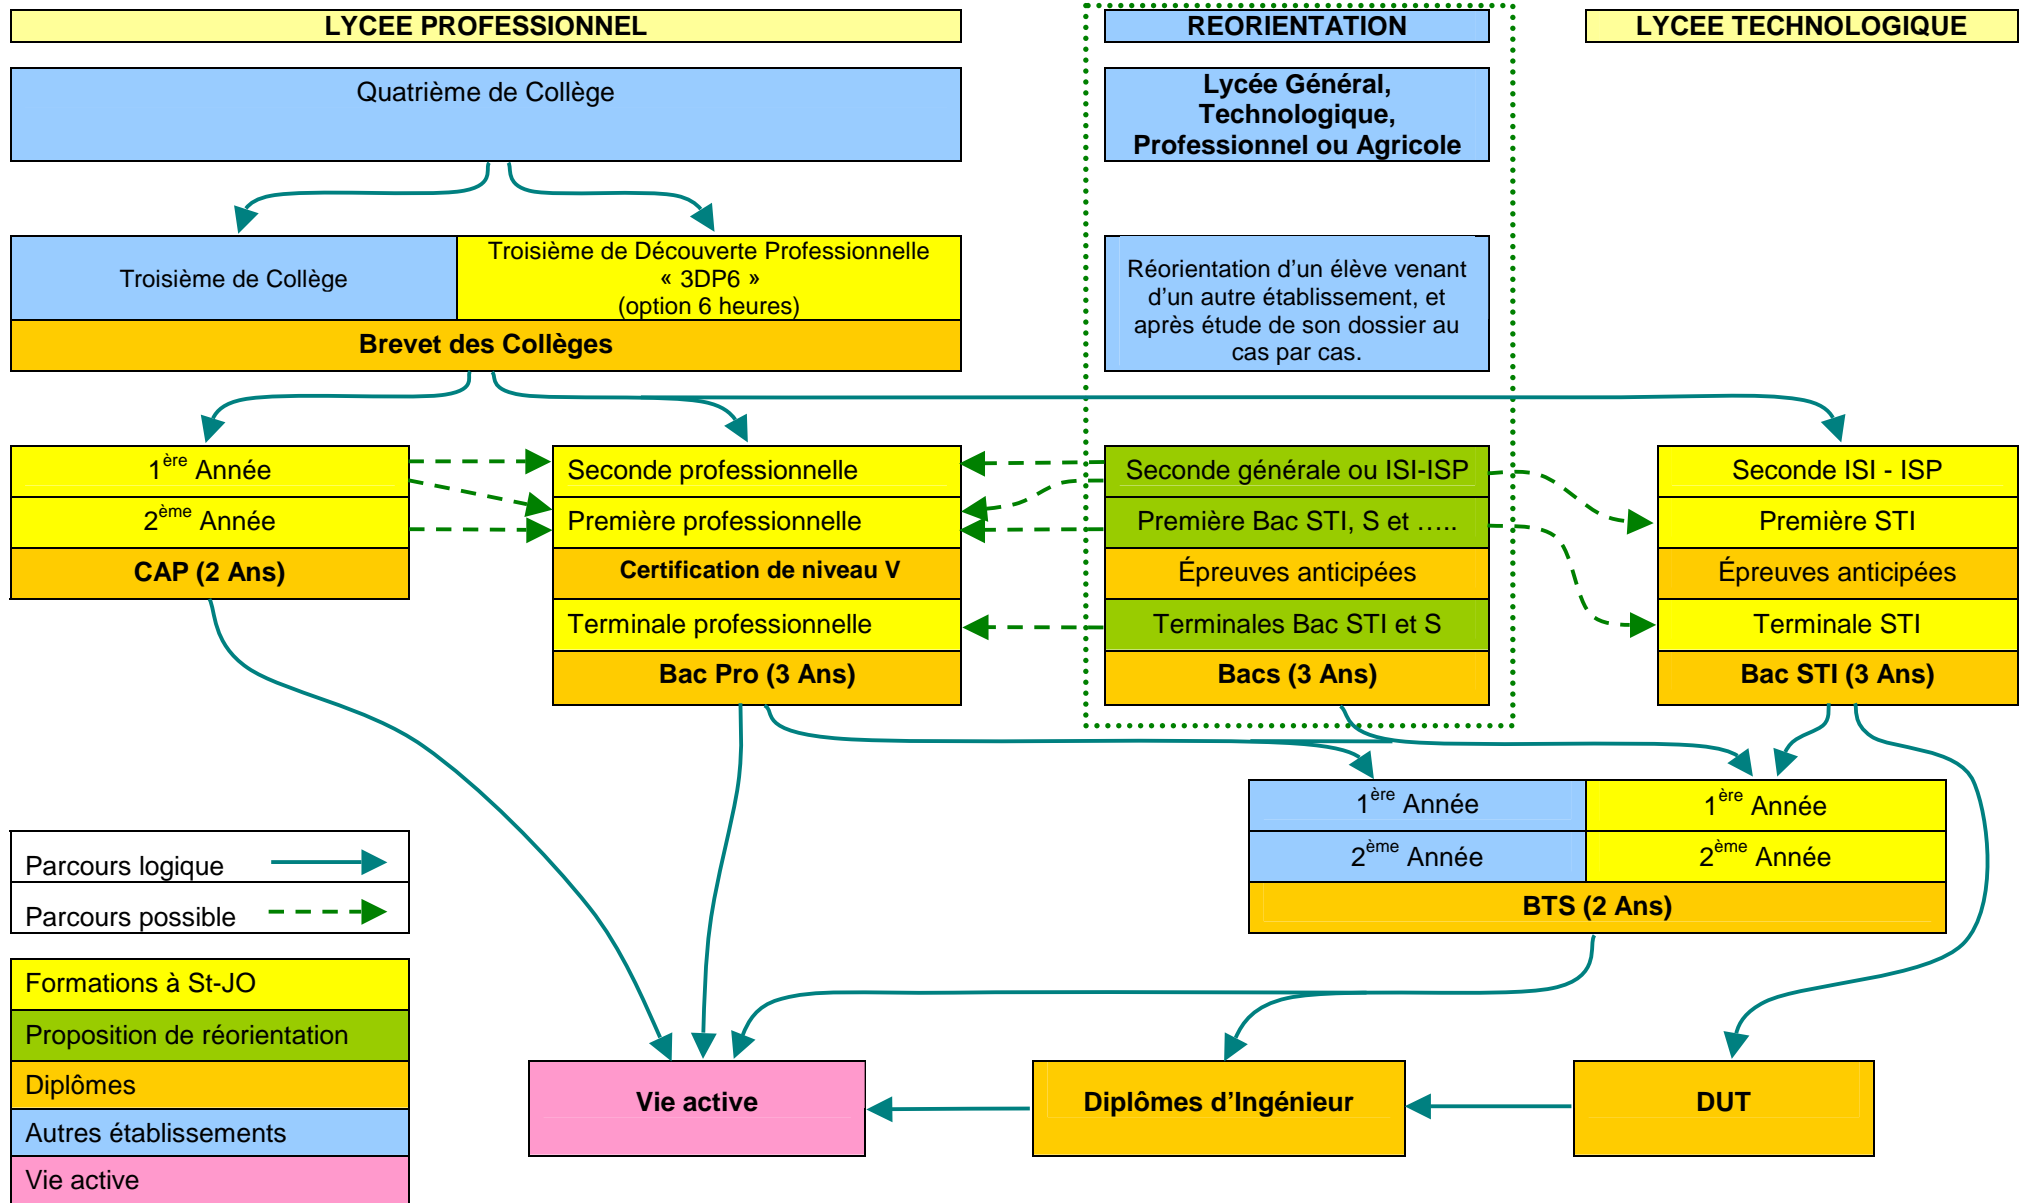 LYCEE PROFESSIONNEL
REORIENTATION
LYCEE TECHNOLOGIQUE
Quatrième de Collège
Lycée Général,
Technologique,
Professionnel ou Agricole
Troisième de Collège
Troisième de Découverte Professionnelle
« 3DP6 »
(option 6 heures)
Brevet des Collèges
Réorientation d’un élève venant
d’un autre établissement, et
après étude de son dossier au
cas par cas.
1ère Année
2ème Année
CAP (2 Ans)
Seconde professionnelle
Première professionnelle
Certification de niveau V
Terminale professionnelle
Bac Pro (3 Ans)
Seconde générale ou ISI-ISP
Première Bac STI, S et …..
Épreuves anticipées
Terminales Bac STI et S
Bacs (3 Ans)
Seconde ISI - ISP
Première STI
Épreuves anticipées
Terminale STI
Bac STI (3 Ans)
1ère Année
1ère Année
2ème Année
2ème Année
BTS (2 Ans)
Parcours logique
Parcours possible
Formations à St-JO
Proposition de réorientation
Diplômes
Autres établissements
Vie active
Vie active
Diplômes d’Ingénieur
DUT